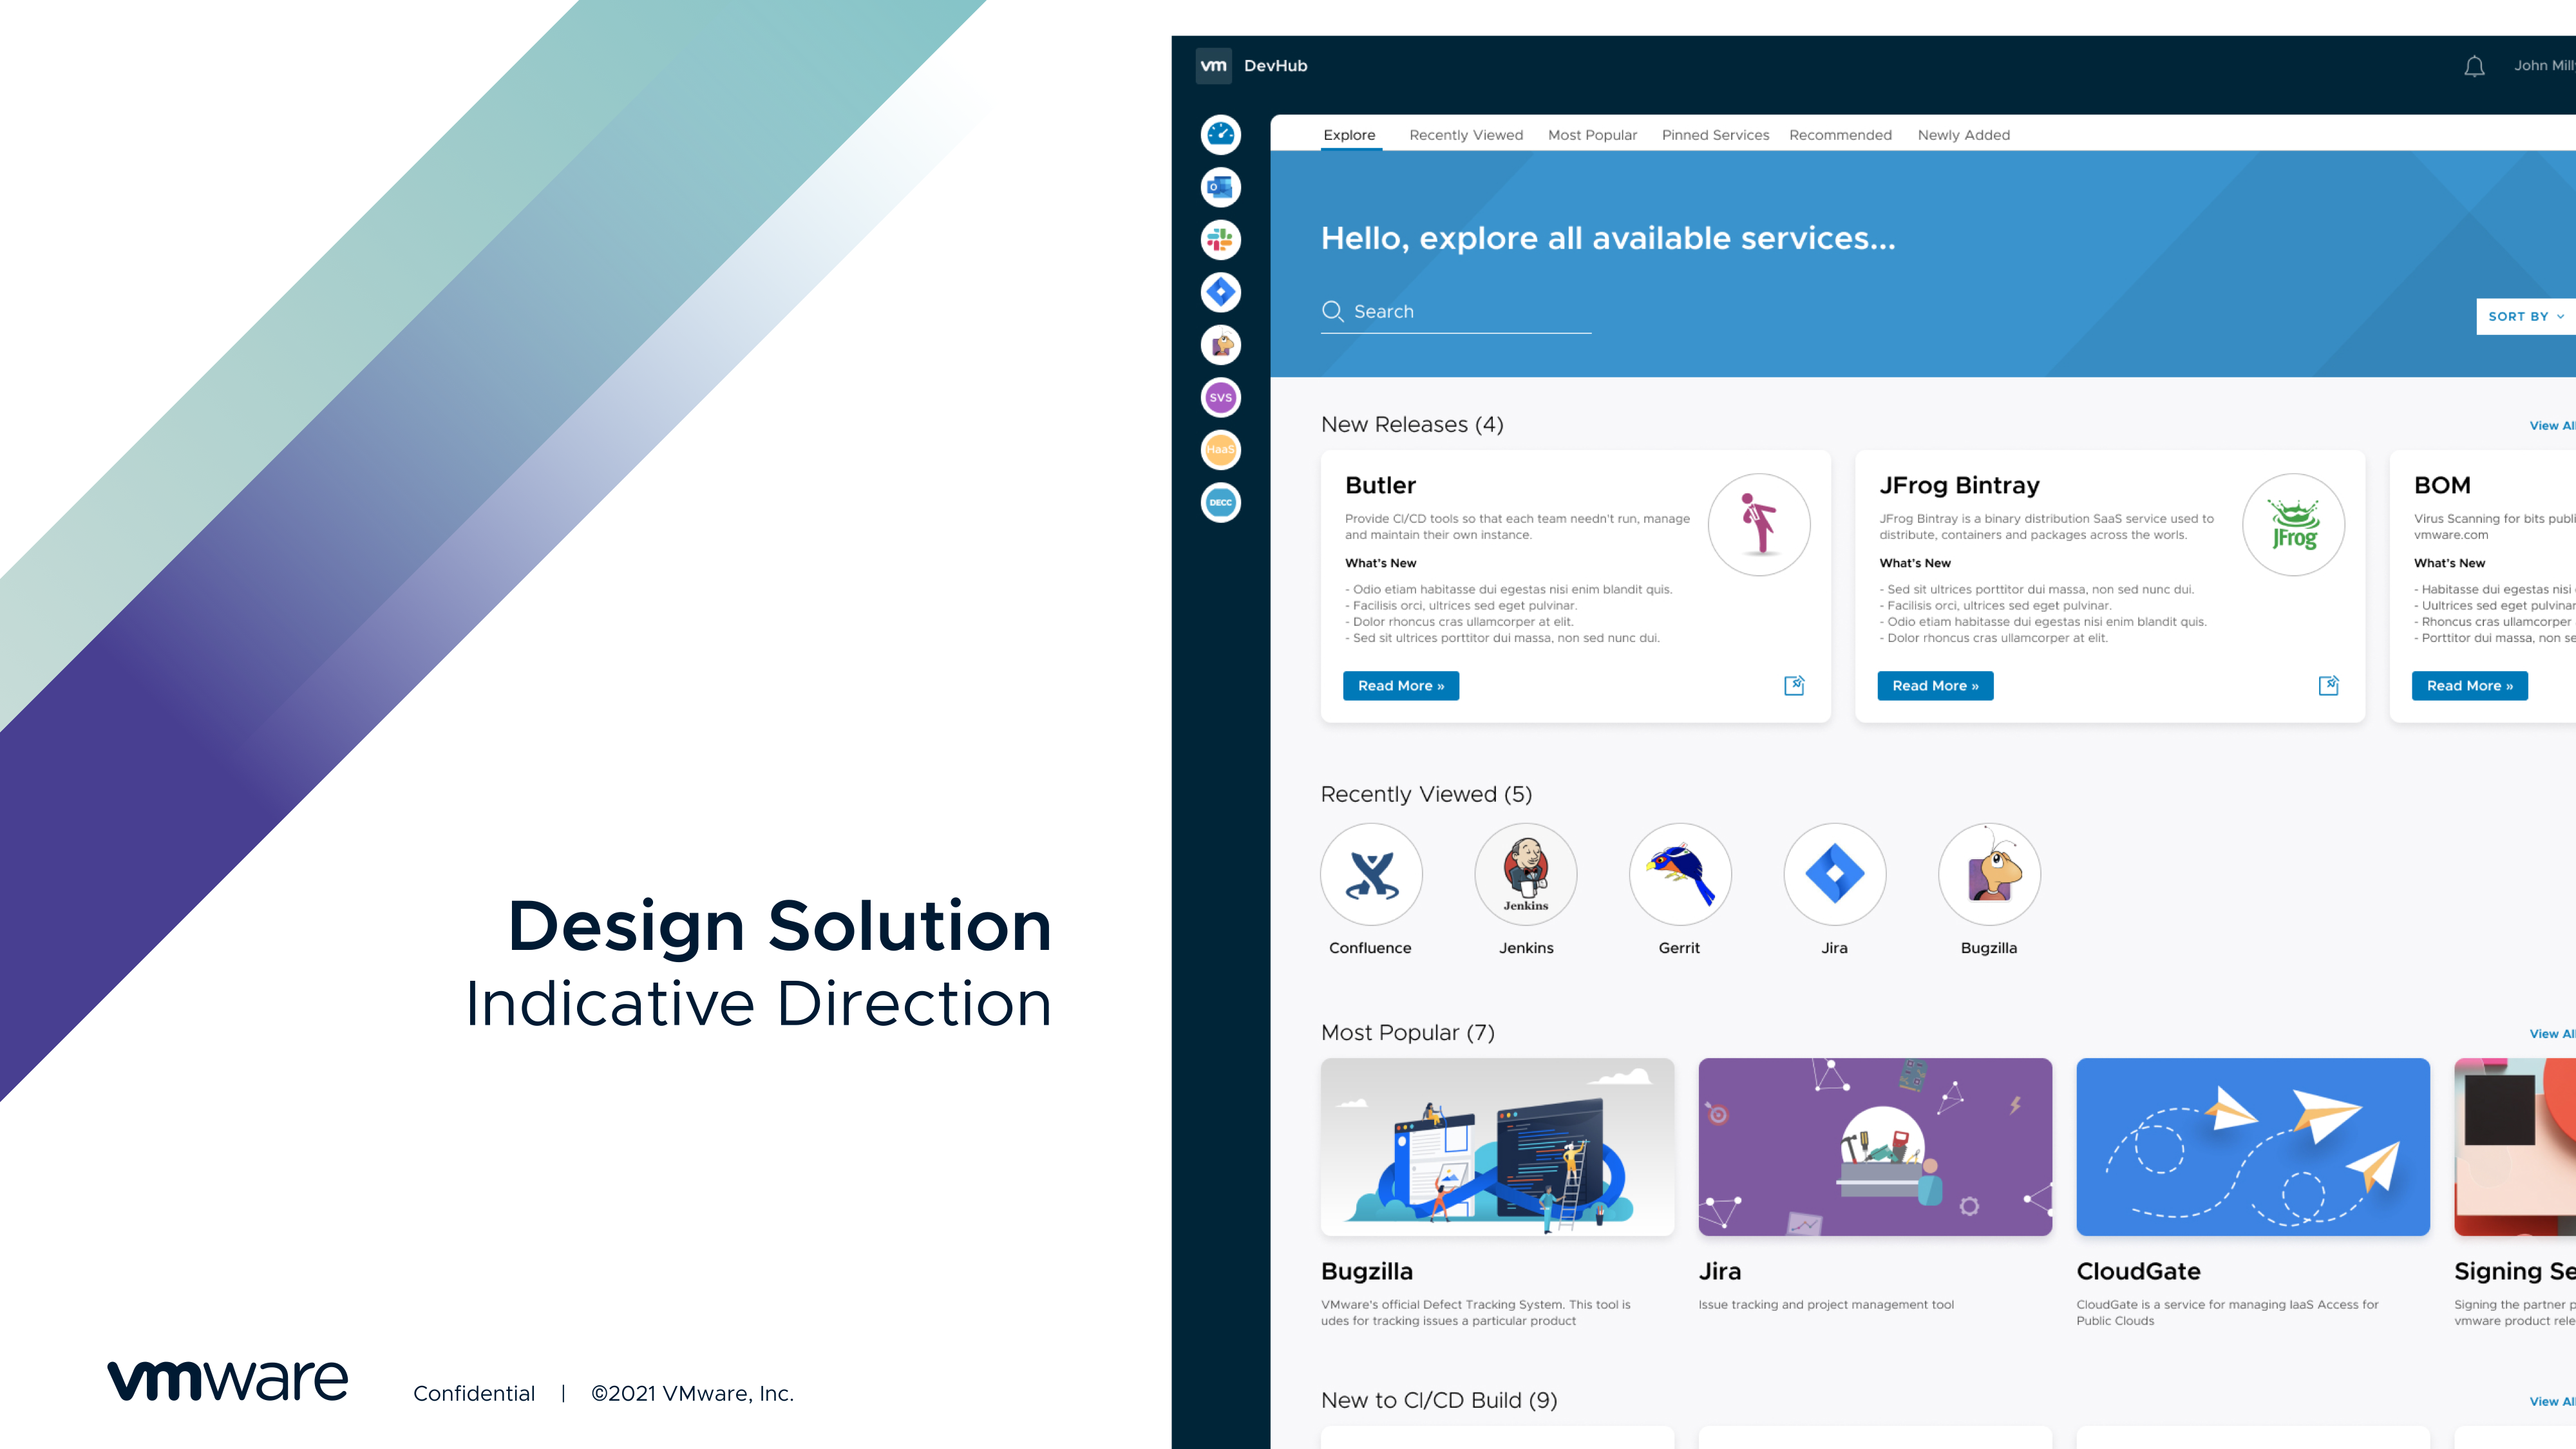 Design Solution
Indicative Direction
vmware
Confidential | ©2021 VMware, Inc.
vm DevHub
John Mill
Explore Recently Viewed Most Popular Pinned Services Recommended Newly Added
Hello, explore all available services...
Search
SORT BY
SVS
HaaS
DECC
New Releases (4)
View All
Butler
Provide CI/CD tools so that each team needn't run, manage
and maintain their own instance.
What's New
- Odio etiam habitasse dui egestas nisi enim blandit quis.
- Facilisis orci, ultrices sed eget pulvinar.
- Dolor rhoncus cras ullamcorper at elit.
- Sed sit ultrices porttitor dui massa, non sed nunc dui.
Read More »
JFrog Bintray
JFrog
JFrog Bintray is a binary distribution SaaS service used to
distribute, containers and packages across the worls.
What's New
- Sed sit ultrices porttitor dui massa, non sed nunc dui.
- Facilisis orci, ultrices sed eget pulvinar.
- Odio etiam habitasse dui egestas nisi enim blandit quis.
- Dolor rhoncus cras ullamcorper at elit.
Read More »
BOM
Virus Scanning for bits publi
vmware.com
What's New
- Habitasse dui egestas nisi
- Uultrices sed eget pulvinar
- Rhoncus cras ullamcorper
- Porttitor dui massa, non se
Read More »
Recently Viewed (5)
Jenkins
Confluence Jenkins Gerrit Jira Bugzilla
Most Popular (7)
View All
Bugzilla
VMware's official Defect Tracking System. This tool is
udes for tracking issues a particular product
Jira
Issue tracking and project management tool
CloudGate
CloudGate is a service for managing IaaS Access for
Public Clouds
Signing Se
Signing the partner p
vmware product rele
New to CI/CD Build (9)
View All